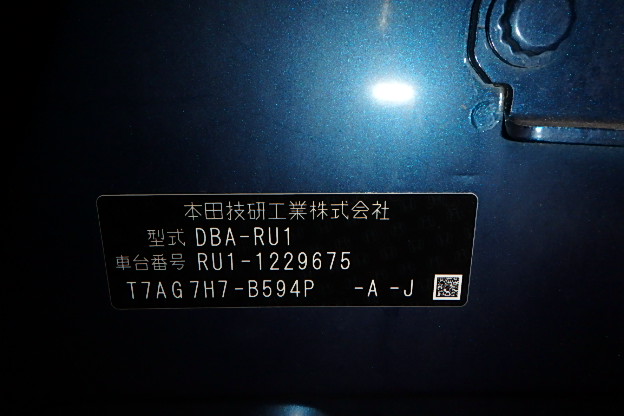 本田技研工業株式会社
型式 DBA-RU1
車台番号 RU1-1229675
T7AG7H7-B594P -A -J